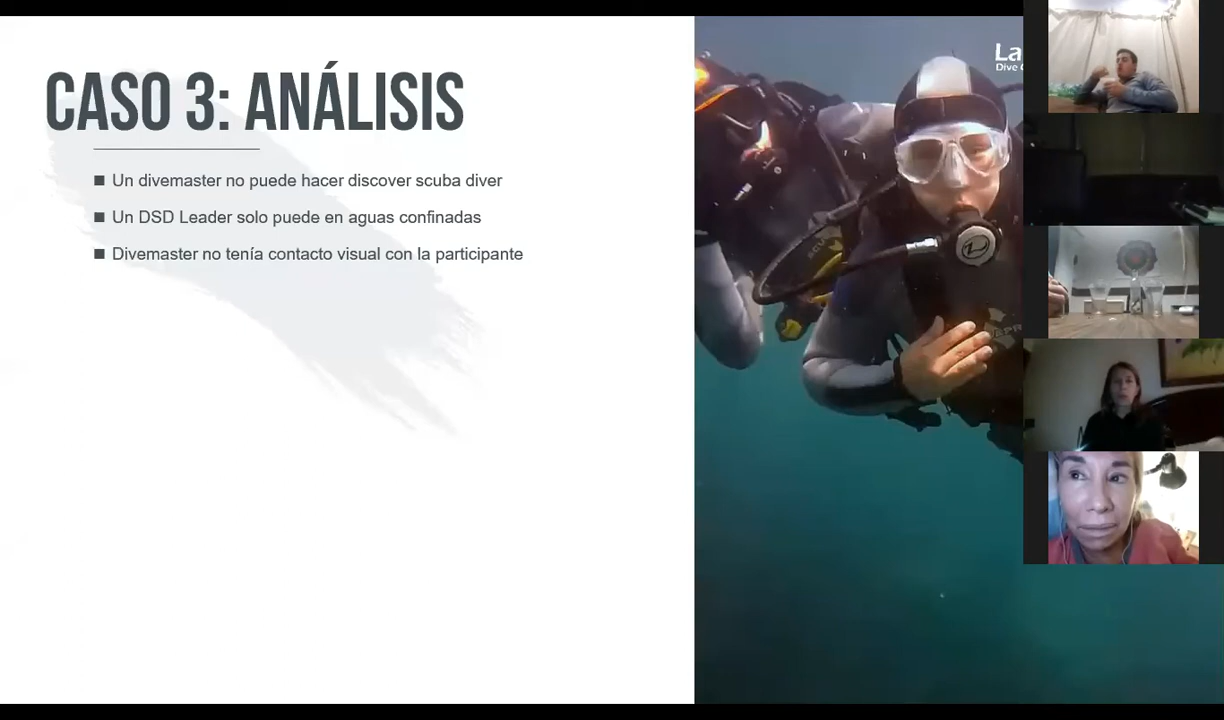 CASO 3: ANÁLISIS
Un divemaster no puede hacer discover scuba diver
Un DSD Leader solo puede en aguas confinadas
Divemaster no tenía contacto visual con la participante
La
Dive